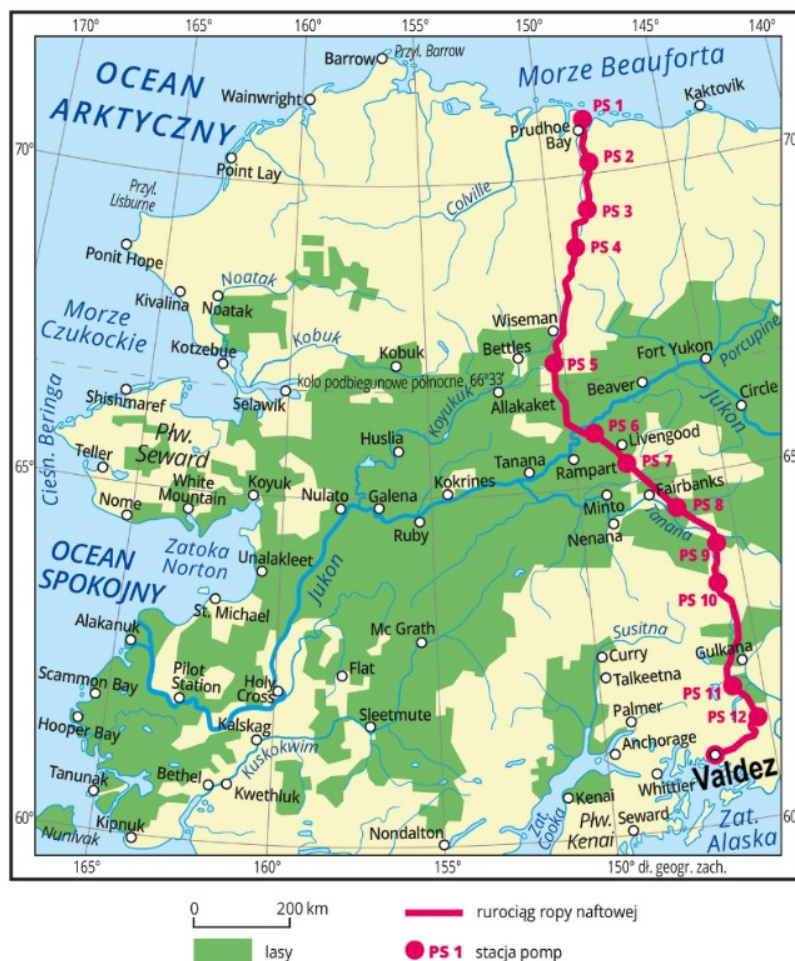 170°
165°
160°
155°
150°
145°
140°
Barrow
Przyl. Barrow
OCEAN
ARKTYCZNY
Morze Beauforta
Wainwright
Kaktovik
PS 1
Prudhoe
Bay
PS 2
70°
70°
Point Lay
Colville
PS 3
Przyl.
Lisburne
PS 4
Ponit Hope
Noatak
Kivalina
Noatak
Wiseman
Morze
Czukockie
Kobuk
Kotzebue
Kobuk
Bettles
Fort Yukon
Porcupine
PS 5
koło podbiegunowe północne, 66°33'
Shishmaref
Selawik
Koyukuk
Allakaket
Beaver
Circle
Jukon
Ciesn. Beringa
Płw.
Seward
Huslia
PS 6
Livengood
Teller
65°
65°
White
Mountain
Koyuk
Tanana
Rampart
PS 7
Nome
Nulato
Galena
Kokrines
Fairbanks
Minto
PS 8
Ruby
Nenana
Tanana
OCEAN
SPOKOJNY
Zatoka
Norton
Unalakleet
Jukon
PS 9
PS 10
Alakanuk
St. Michael
Mc Grath
Susitna
Curry
Gulkana
Scammon Bay
Pilot
Station
Holy
Cross
Flat
Talkeetna
PS 11
Hooper Bay
Kalskag
Sleetmute
Palmer
PS 12
Kuskokwim
Anchorage
Valdez
Tanunak
Bethel
Kwethluk
Whittier
60°
60°
Kipnuk
Nunivak
Nondalton
Zat.
Cooka
Kenai
Płw.
Kenai
Seward
Zat.
Alaska
165°
160°
155°
150° dł. geogr. zach.
0
200 km
rurociąg ropy naftowej
lasy
PS 1
stacja pomp